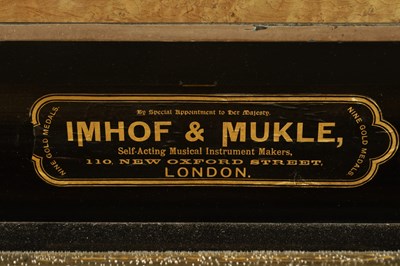 By Special Appointment to Her Majesty.
IMHOF & MUKLE,
Self-Acting Musical Instrument Makers,
110, NEW OXFORD STREET,
LONDON.
NINE GOLD MEDALS.
NINE GOLD MEDALS.